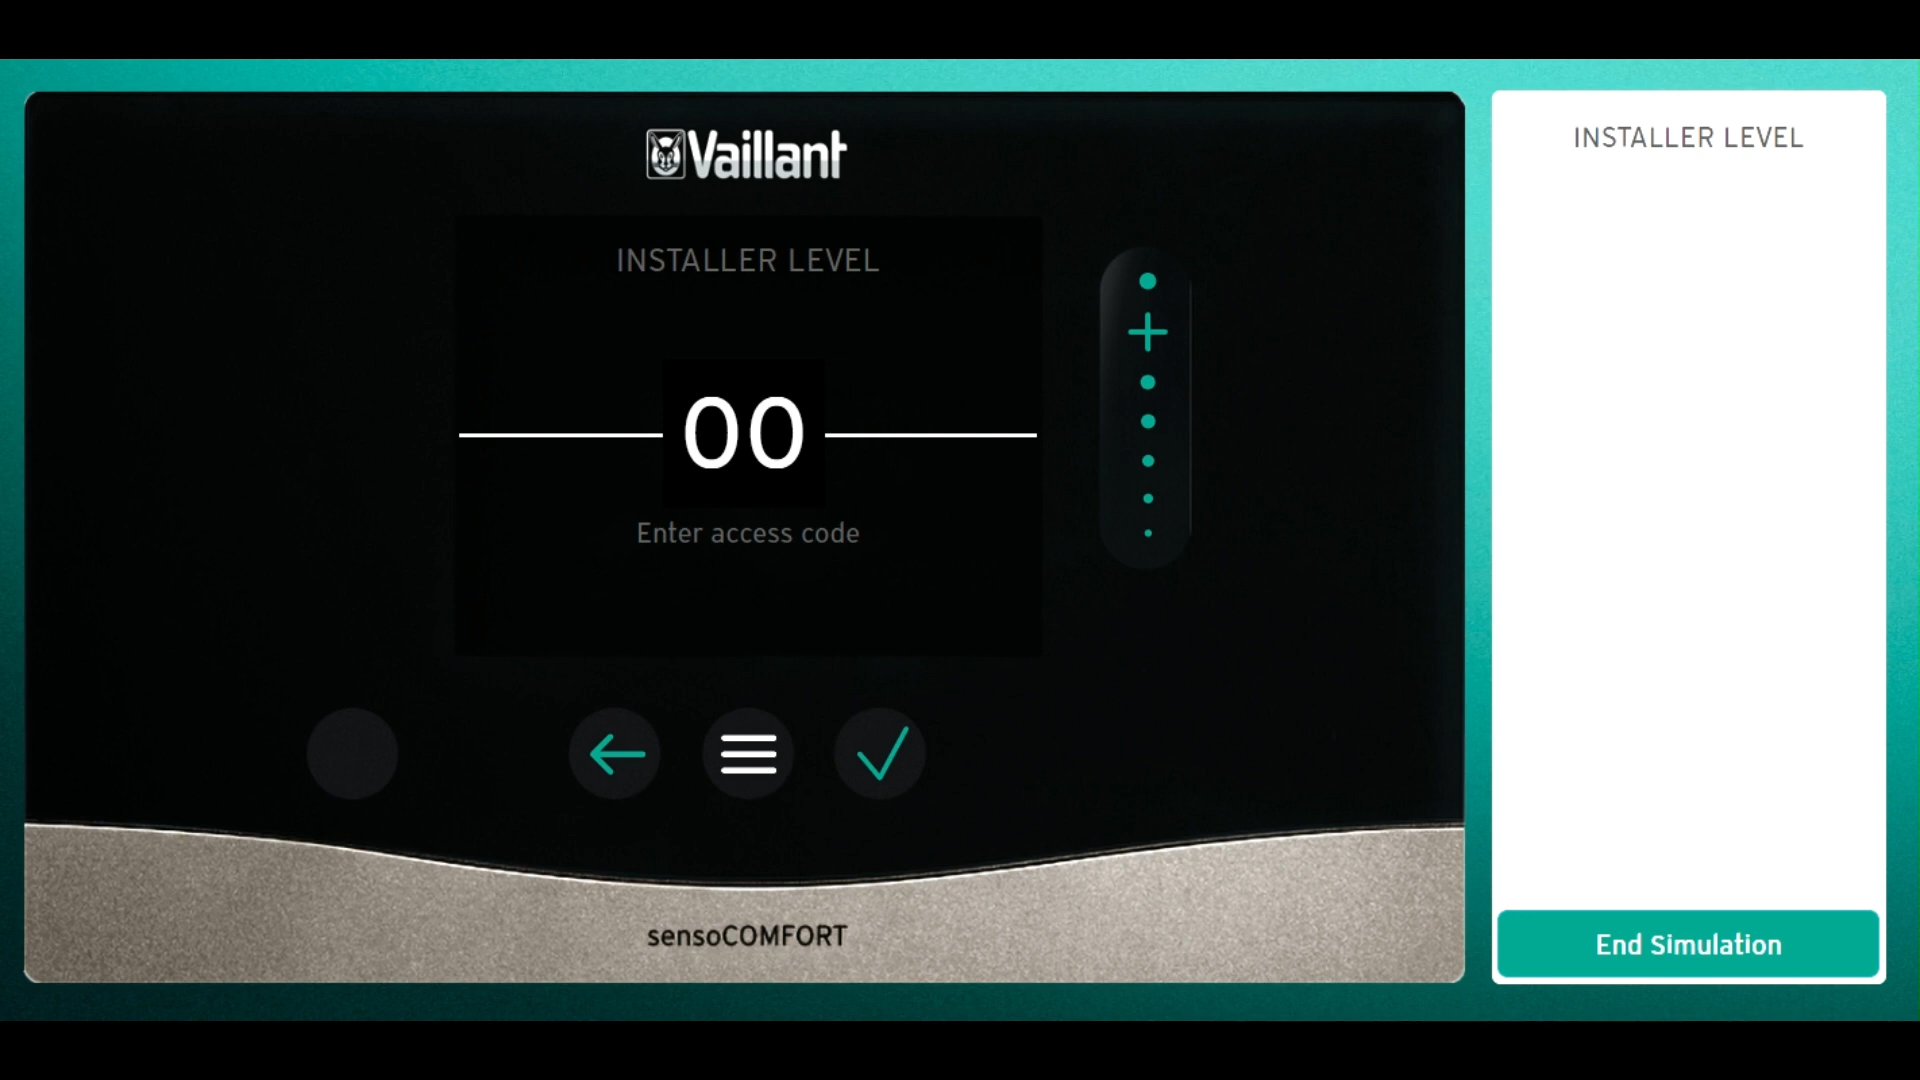 Vaillant
INSTALLER LEVEL
00
Enter access code
sensoCOMFORT
INSTALLER LEVEL
End Simulation